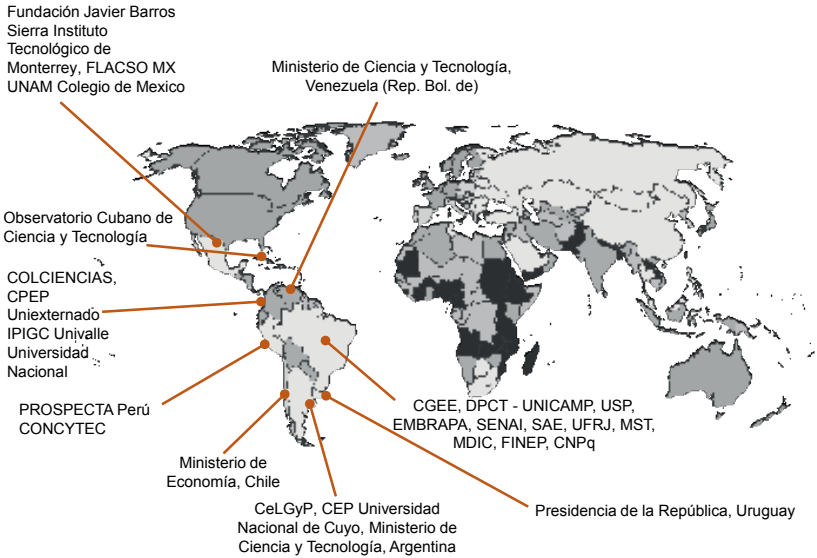 Fundación Javier Barros
Sierra Instituto
Tecnológico de
Monterrey, FLACSO MX
UNAM Colegio de Mexico
Ministerio de Ciencia y Tecnología,
Venezuela (Rep. Bol. de)
Observatorio Cubano de
Ciencia y Tecnología
COLCIENCIAS,
CPEP
Uniexternado
IPIGC Univalle
Universidad
Nacional
PROSPECTA Perú
CONCYTEC
Ministerio de
Economía, Chile
CeLGyP, CEP Universidad
Nacional de Cuyo, Ministerio de
Ciencia y Tecnología, Argentina
CGEE, DPCT - UNICAMP, USP,
EMBRAPA, SENAI, SAE, UFRJ, MST,
MDIC, FINEP, CNPq
Presidencia de la República, Uruguay